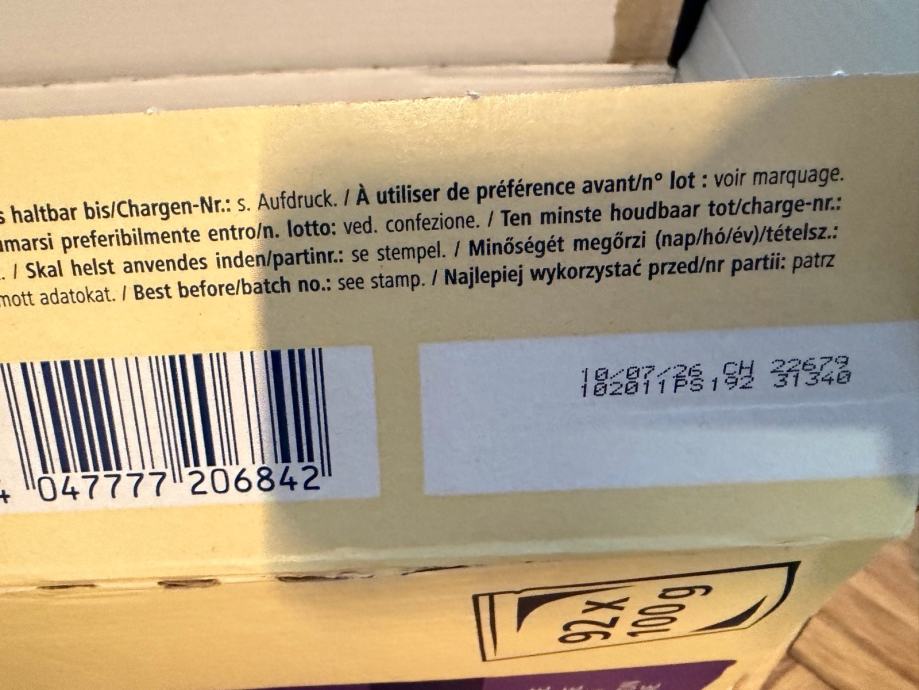 haltbar bis/Chargen-Nr.: s. Aufdruck. / À utiliser de préférence avant/n° lot : voir marquage.
preferibilmente entro/n. lotto: ved. confezione. / Ten minste houdbaar tot/charge-nr.:
. / Skal helst anvendes inden/partinr.: se stempel. / Minőségét megőrzi (nap/hó/év)/tételsz.:
adatokat. / Best before/batch no.: see stamp. / Najlepiej wykorzystać przed/nr partii: patrz
10/07/26 CH 22679
102011PS192 31340
047777 206842
92 x
100 g